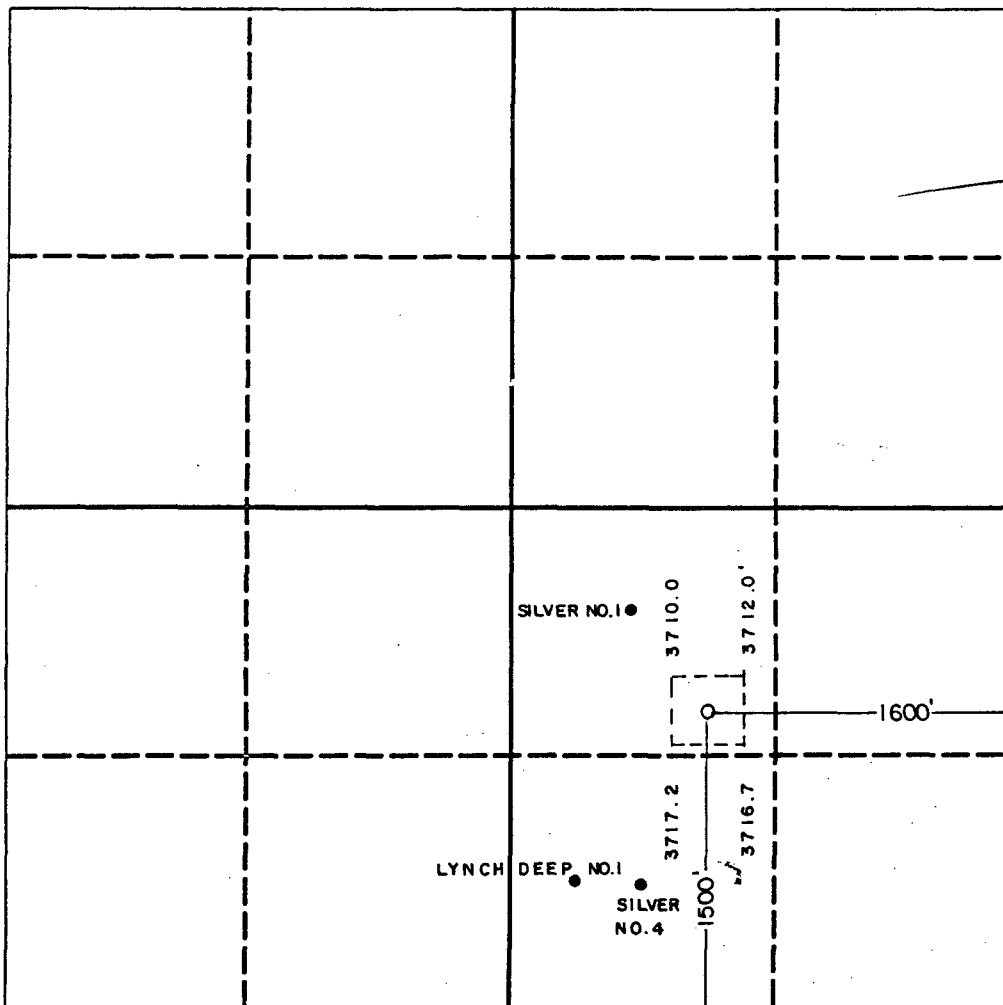 SILVER NO.1
3710.0
3712.0'
1600'
3717.2
3716.7
LYNCH DEEP NO.1
SILVER
NO.4
1500'